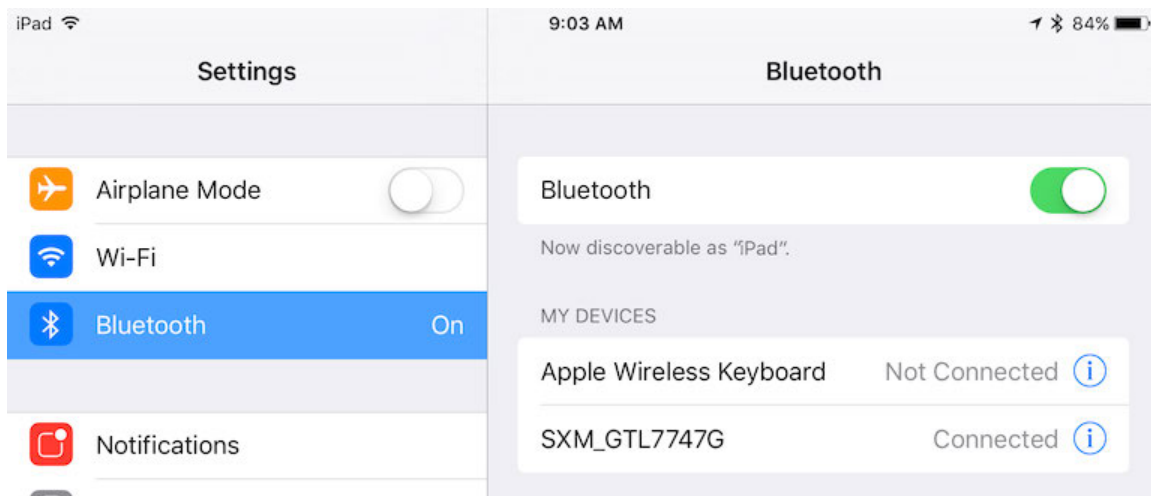 iPad
9:03 AM
84%
Settings
Bluetooth
Airplane Mode
Wi-Fi
Bluetooth On
Notifications
Bluetooth
Now discoverable as “iPad”.
MY DEVICES
Apple Wireless Keyboard Not Connected
SXM_GTL7747G Connected